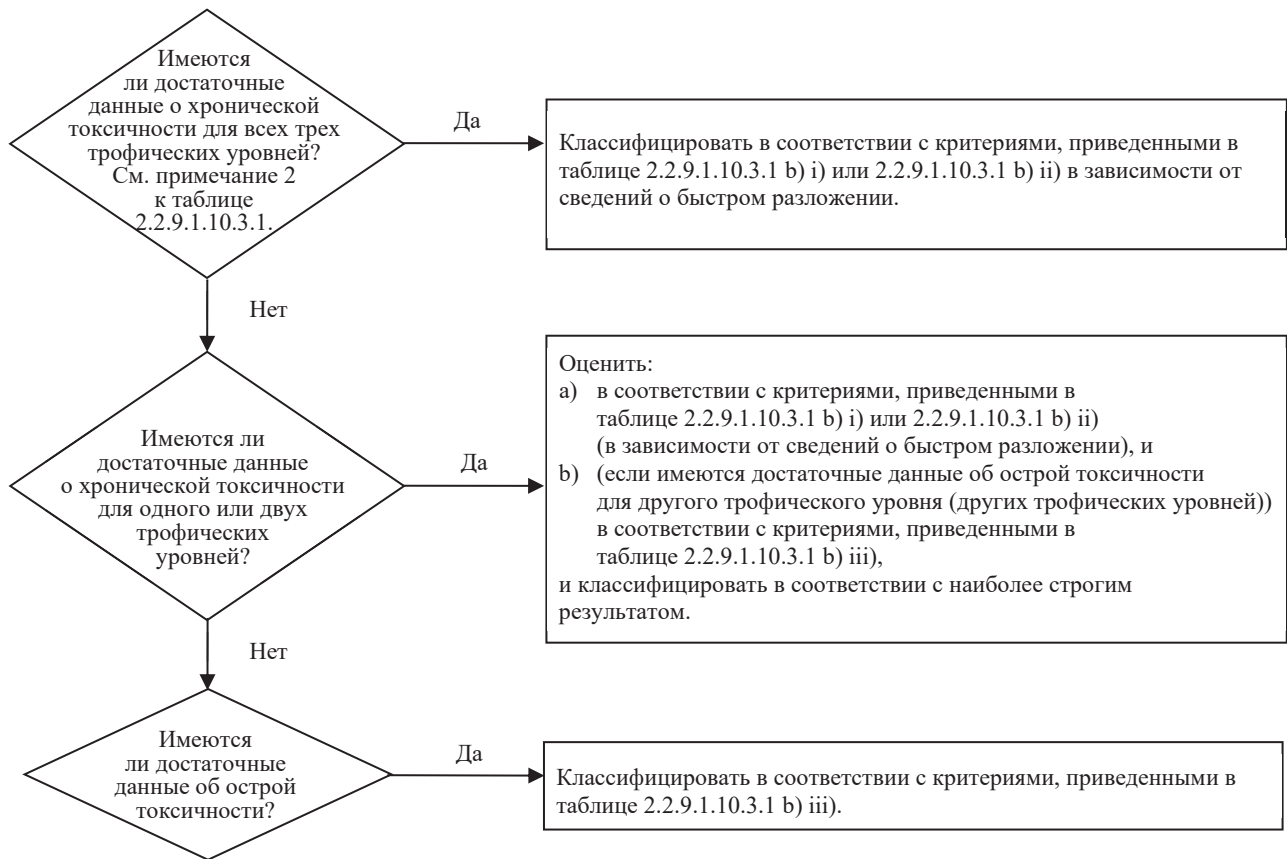 Имеются
ли достаточные
данные о хронической
токсичности для всех трех
трофических уровней?
См. примечание 2
к таблице
2.2.9.1.10.3.1.
Да
Классифицировать в соответствии с критериями, приведенными в
таблице 2.2.9.1.10.3.1 b) i) или 2.2.9.1.10.3.1 b) ii) в зависимости от
сведений о быстром разложении.
Нет
Имеются ли
достаточные данные
о хронической токсичности
для одного или двух
трофических
уровней?
Да
Оценить:
a) в соответствии с критериями, приведенными в
таблице 2.2.9.1.10.3.1 b) i) или 2.2.9.1.10.3.1 b) ii)
(в зависимости от сведений о быстром разложении), и
b) (если имеются достаточные данные об острой токсичности
для другого трофического уровня (других трофических уровней))
в соответствии с критериями, приведенными в
таблице 2.2.9.1.10.3.1 b) iii),
и классифицировать в соответствии с наиболее строгим
результатом.
Нет
Имеются
ли достаточные
данные об острой
токсичности?
Да
Классифицировать в соответствии с критериями, приведенными в
таблице 2.2.9.1.10.3.1 b) iii).